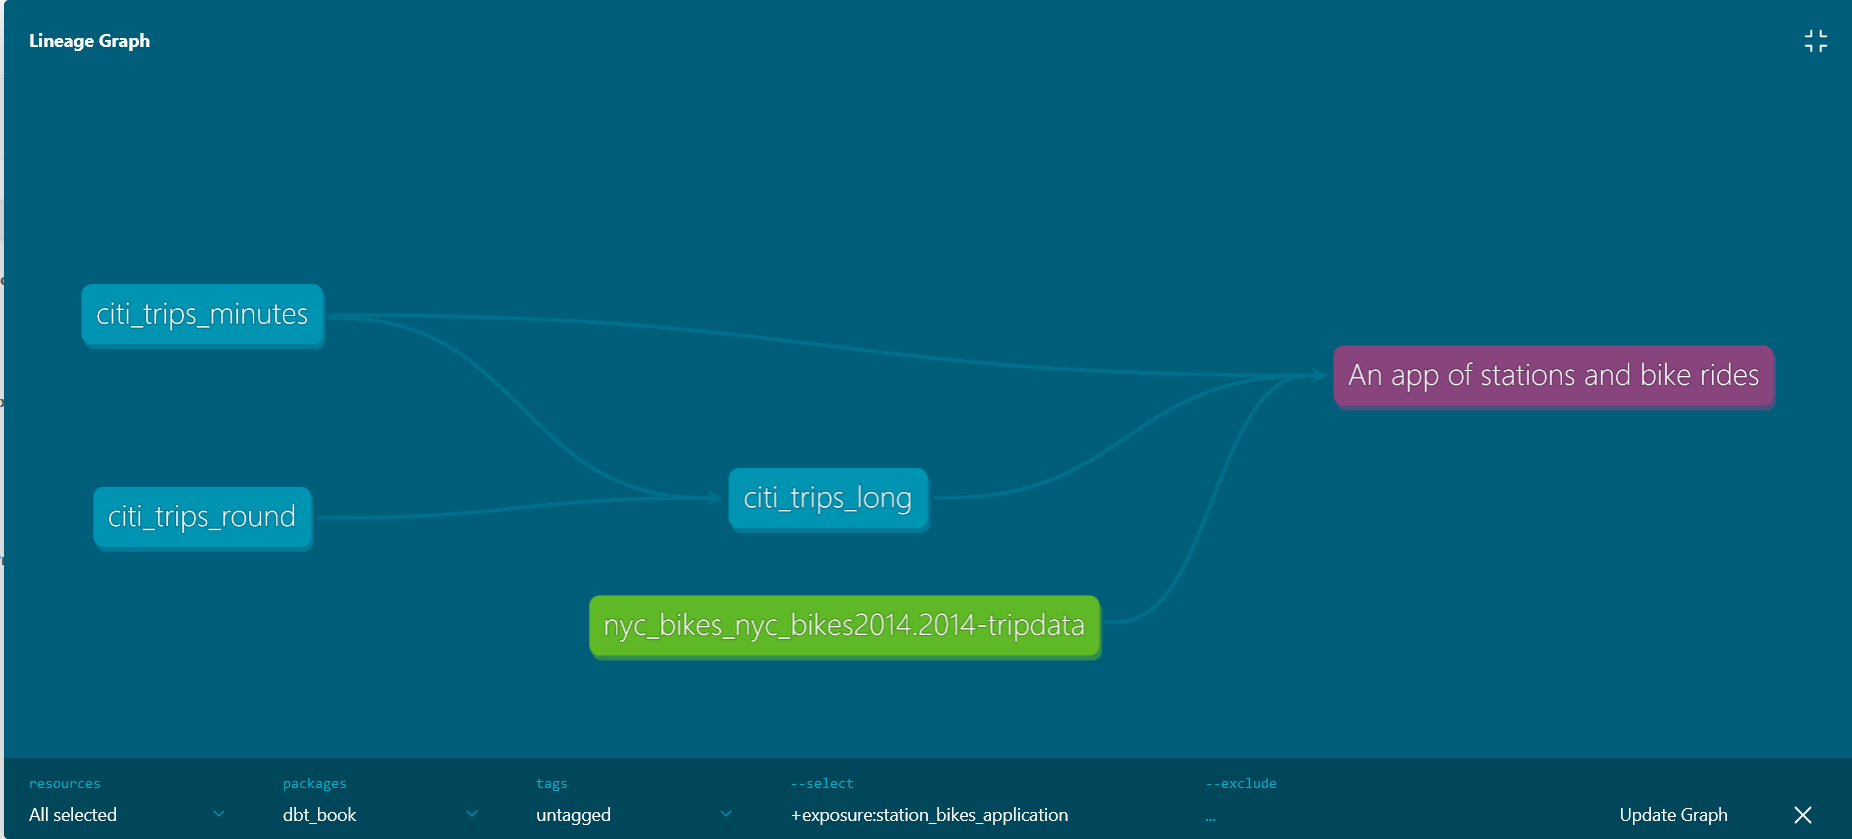 Lineage Graph
citi_trips_minutes
An app of stations and bike rides
citi_trips_round
citi_trips_long
nyc_bikes_nyc_bikes2014.2014-tripdata
resources
packages
tags
--select
--exclude
All selected
dbt_book
untagged
+exposure:station_bikes_application
...
Update Graph